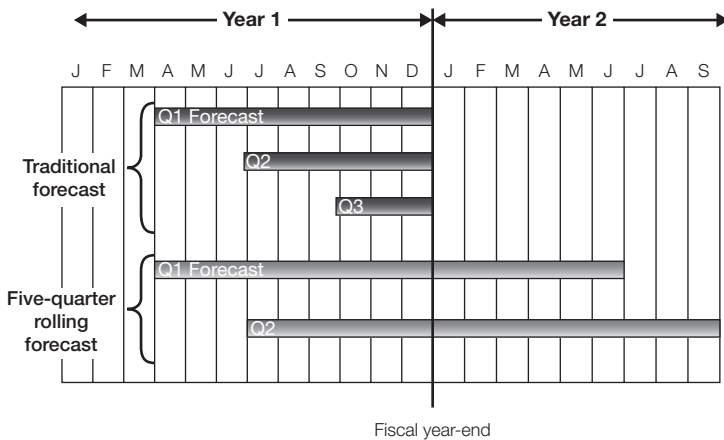 Year 1 Year 2
J F M A M J J A S O N D J F M A M J J A S
Q1 Forecast
Q2
Q3
Traditional
forecast
Q1 Forecast
Q2
Five-quarter
rolling
forecast
Fiscal year-end